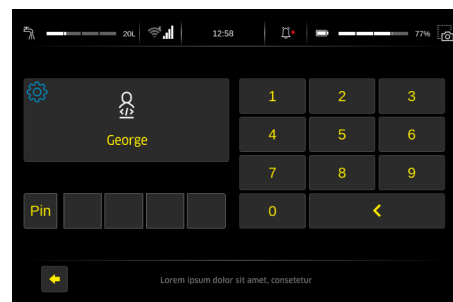 20L 12:58 77%
</>
George
1 2 3
4 5 6
7 8 9
Pin 0
Lorem ipsum dolor sit amet, consetetur